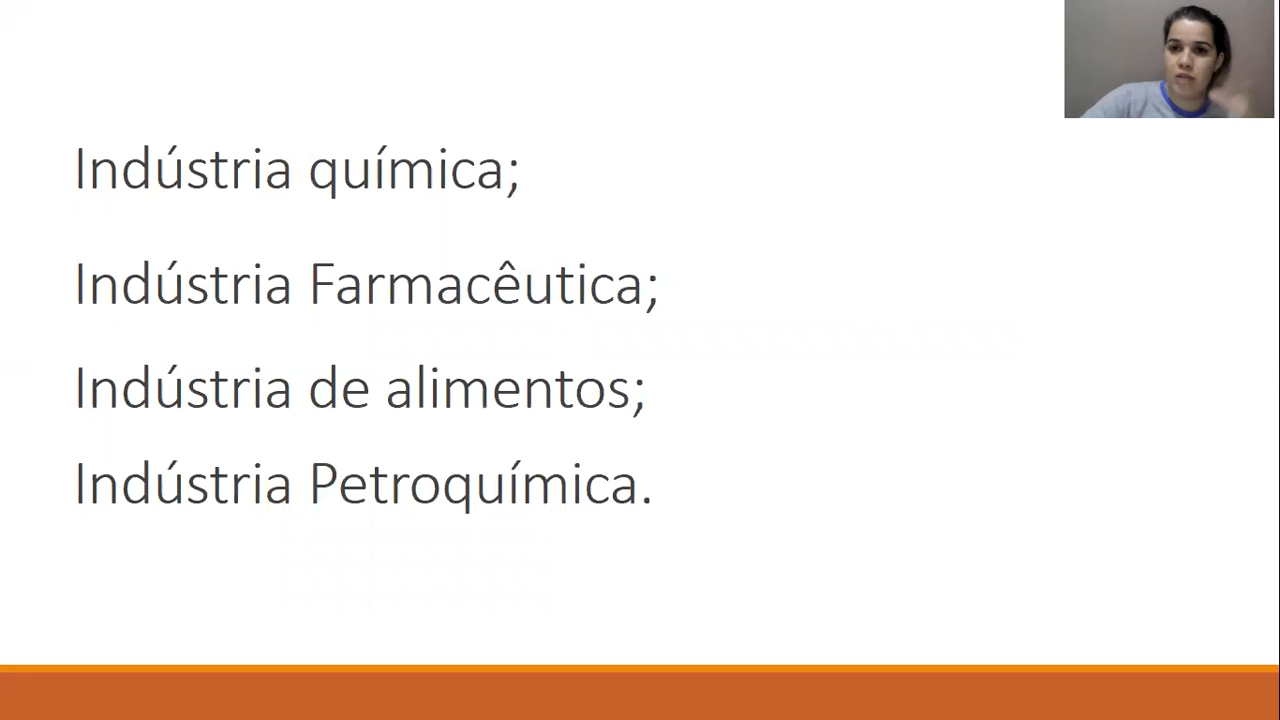 Indústria química;
Indústria Farmacêutica;
Indústria de alimentos;
Indústria Petroquímica.